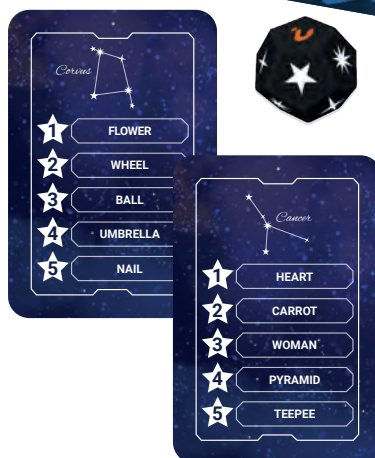 Corvus
1 FLOWER
2 WHEEL
3 BALL
4 UMBRELLA
5 NAIL
Cancer
1 HEART
2 CARROT
3 WOMAN
4 PYRAMID
5 TEEPEE